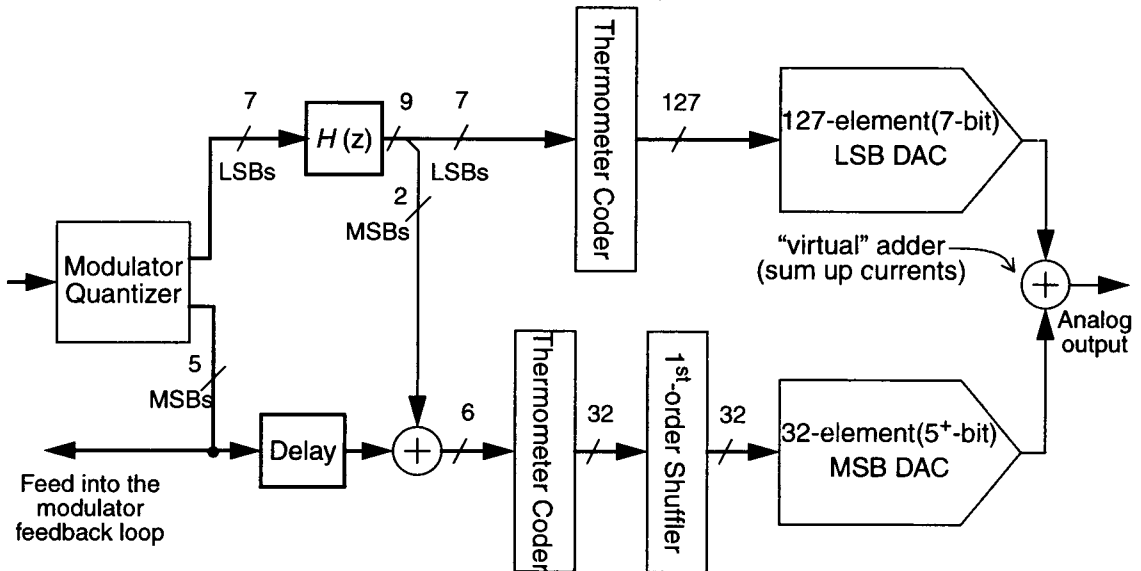 Modulator
Quantizer
7
LSBs
H(z)
9
7
LSBs
2
MSBs
Thermometer Coder
127
127-element(7-bit)
LSB DAC
"virtual" adder
(sum up currents)
+
Analog
output
5
MSBs
Feed into the
modulator
feedback loop
Delay
+
6
Thermometer Coder
32
1st-order Shuffler
32
32-element(5+-bit)
MSB DAC